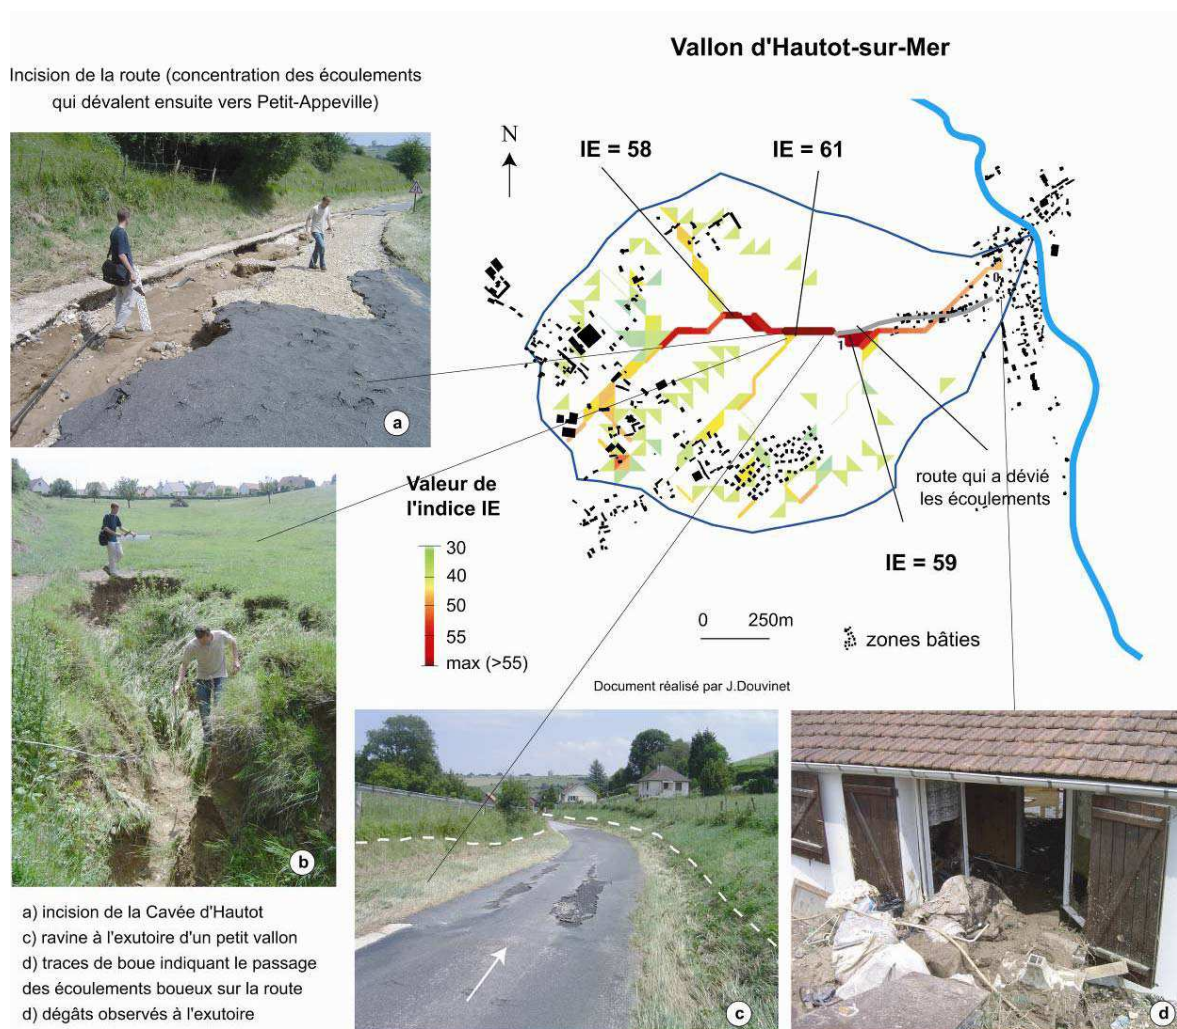 Vallon d'Hautot-sur-Mer
Incision de la route (concentration des écoulements
qui dévalent ensuite vers Petit-Appeville)
N
IE = 58
IE = 61
0
1
a
route qui a dévié
les écoulements
Valeur de
l'indice IE
30
40
50
55
max (>55)
IE = 59
0 250m
zones bâties
Document réalisé par J.Douvinet
b
c
d
a) incision de la Cavée d'Hautot
c) ravine à l'exutoire d'un petit vallon
d) traces de boue indiquant le passage
des écoulements boueux sur la route
d) dégâts observés à l'exutoire